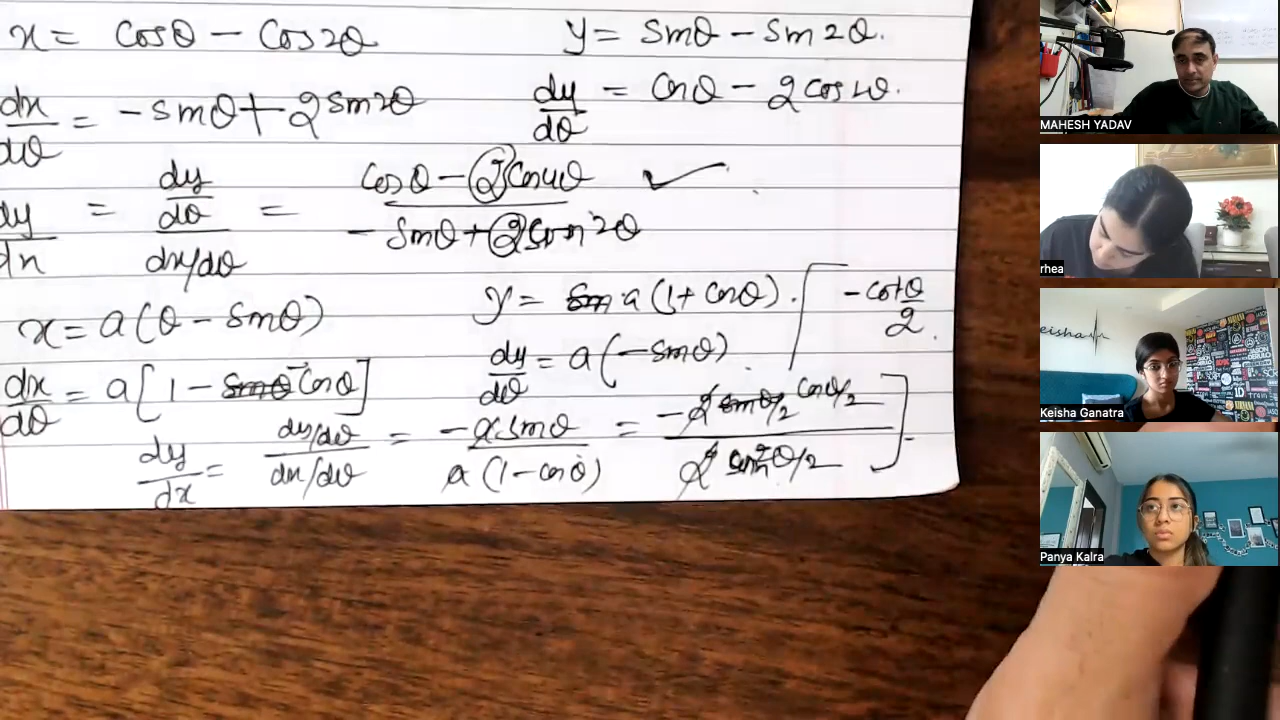 x = cosθ - cos2θ y = sinθ - sin2θ.
dx/dθ = -sinθ + 2sin2θ dy/dθ = cosθ - 2cos2θ.
dy/dx = (dy/dθ)/(dx/dθ) = (cosθ - 2cos2θ)/(-sinθ + 2sin2θ) ✓
x = a(θ - sinθ) y = a(1 + cosθ). -cotθ/2.
dx/dθ = a[1 - cosθ] dy/dθ = a(-sinθ)
dy/dx = (dy/dθ)/(dx/dθ) = -a sinθ/a(1 - cosθ) = -2 sinθ/2 cosθ/2 / 2 sin²θ/2 ]
MAHESH YADAV
rhea
keisha
Keisha Ganatra
Panya Kalra